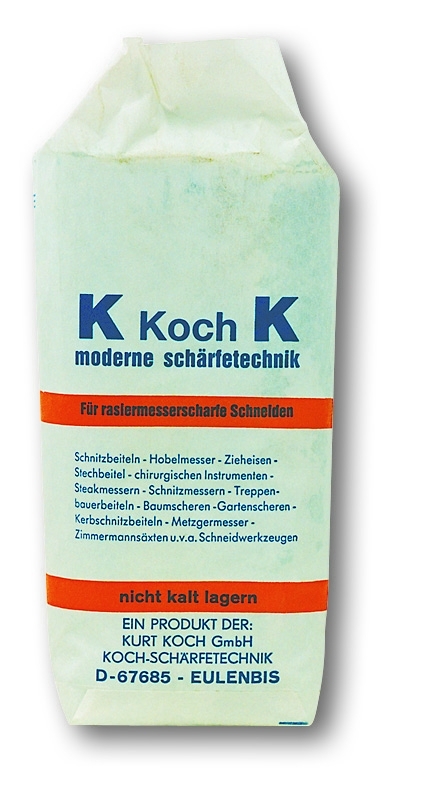 K Koch K
moderne schärfetechnik
Für rasiermesserscharfe Schneiden
Schnitzbeiteln - Hobelmesser - Zieheisen -
Stechbeitel - chirurgischen Instrumenten -
Steakmessern - Schnitzmessern - Treppen-
bauerbeiteln - Baumscheren -Gartenscheren -
Kerbschnitzbeiteln - Metzgermesser -
Zimmermannsäxten u.v.a. Schneidwerkzeugen
nicht kalt lagern
EIN PRODUKT DER:
KURT KOCH GmbH
KOCH-SCHÄRFETECHNIK
D-67685 - EULENBIS